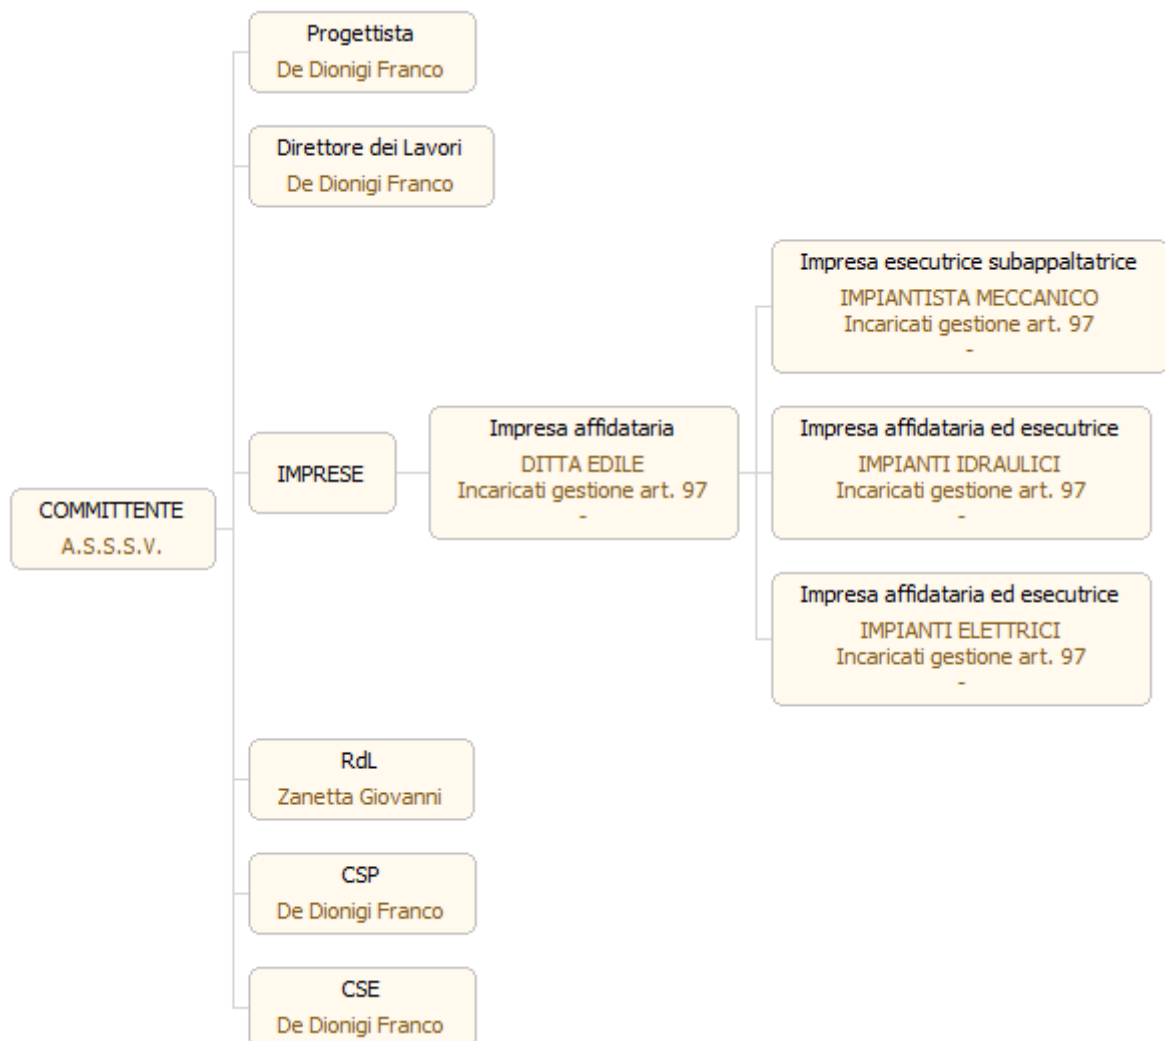 Progettista
De Dionigi Franco
Direttore dei Lavori
De Dionigi Franco
Impresa esecutrice subappaltatrice
IMPIANTISTA MECCANICO
Incaricati gestione art. 97
-
IMPRESE
Impresa affidataria
DITTA EDILE
Incaricati gestione art. 97
-
Impresa affidataria ed esecutrice
IMPIANTI IDRAULICI
Incaricati gestione art. 97
-
COMMITTENTE
A.S.S.S.V.
Impresa affidataria ed esecutrice
IMPIANTI ELETTRICI
Incaricati gestione art. 97
-
RdL
Zanetta Giovanni
CSP
De Dionigi Franco
CSE
De Dionigi Franco